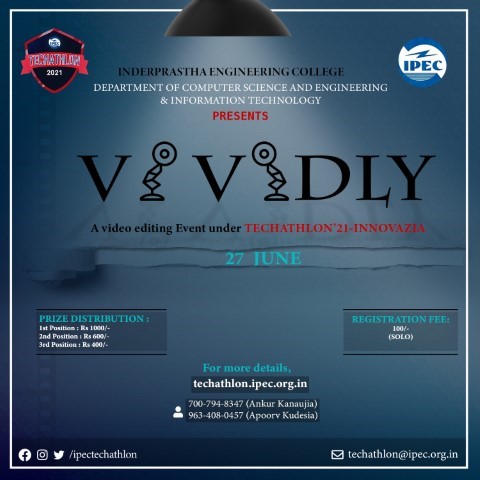 TECHATHLON
2021
IPEC
INDERPRASTHA ENGINEERING COLLEGE
DEPARTMENT OF COMPUTER SCIENCE AND ENGINEERING
& INFORMATION TECHNOLOGY
PRESENTS
VIVIDLY
A video editing Event under TECHATHLON'21-INNOVAZIA
27 JUNE
PRIZE DISTRIBUTION :
1st Position : Rs 1000/-
2nd Position : Rs 600/-
3rd Position : Rs 400/-
REGISTRATION FEE:
100/-
(SOLO)
For more details,
techathlon.ipec.org.in
700-794-8347 (Ankur Kanaujia)
963-408-0457 (Apoorv Kudesia)
/ipectechathlon
techathlon@ipec.org.in